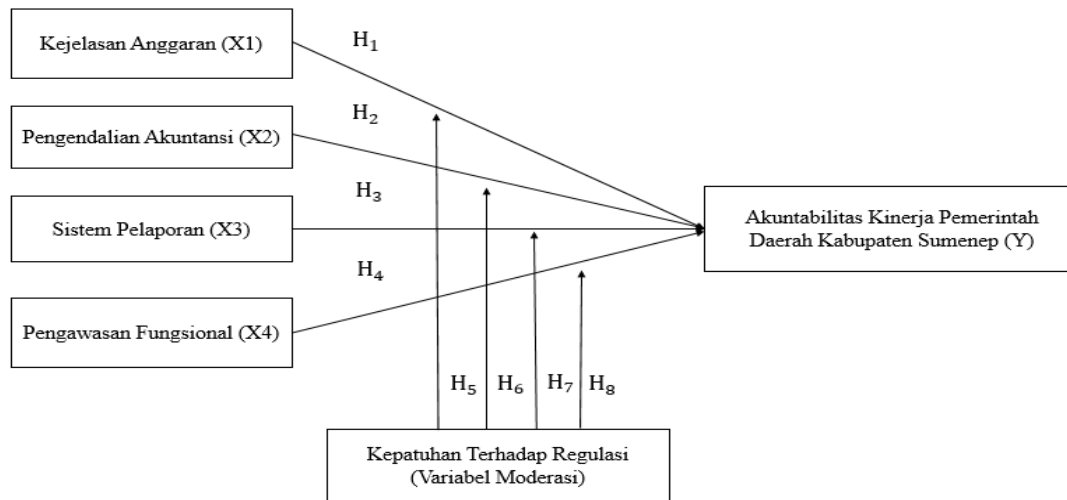 Kejelasan Anggaran (X1)
H₁
Pengendalian Akuntansi (X2)
H₂
Sistem Pelaporan (X3)
H₃
Pengawasan Fungsional (X4)
H₄
Akuntabilitas Kinerja Pemerintah
Daerah Kabupaten Sumenep (Y)
H₅
H₆
H₇
H₈
Kepatuhan Terhadap Regulasi
(Variabel Moderasi)